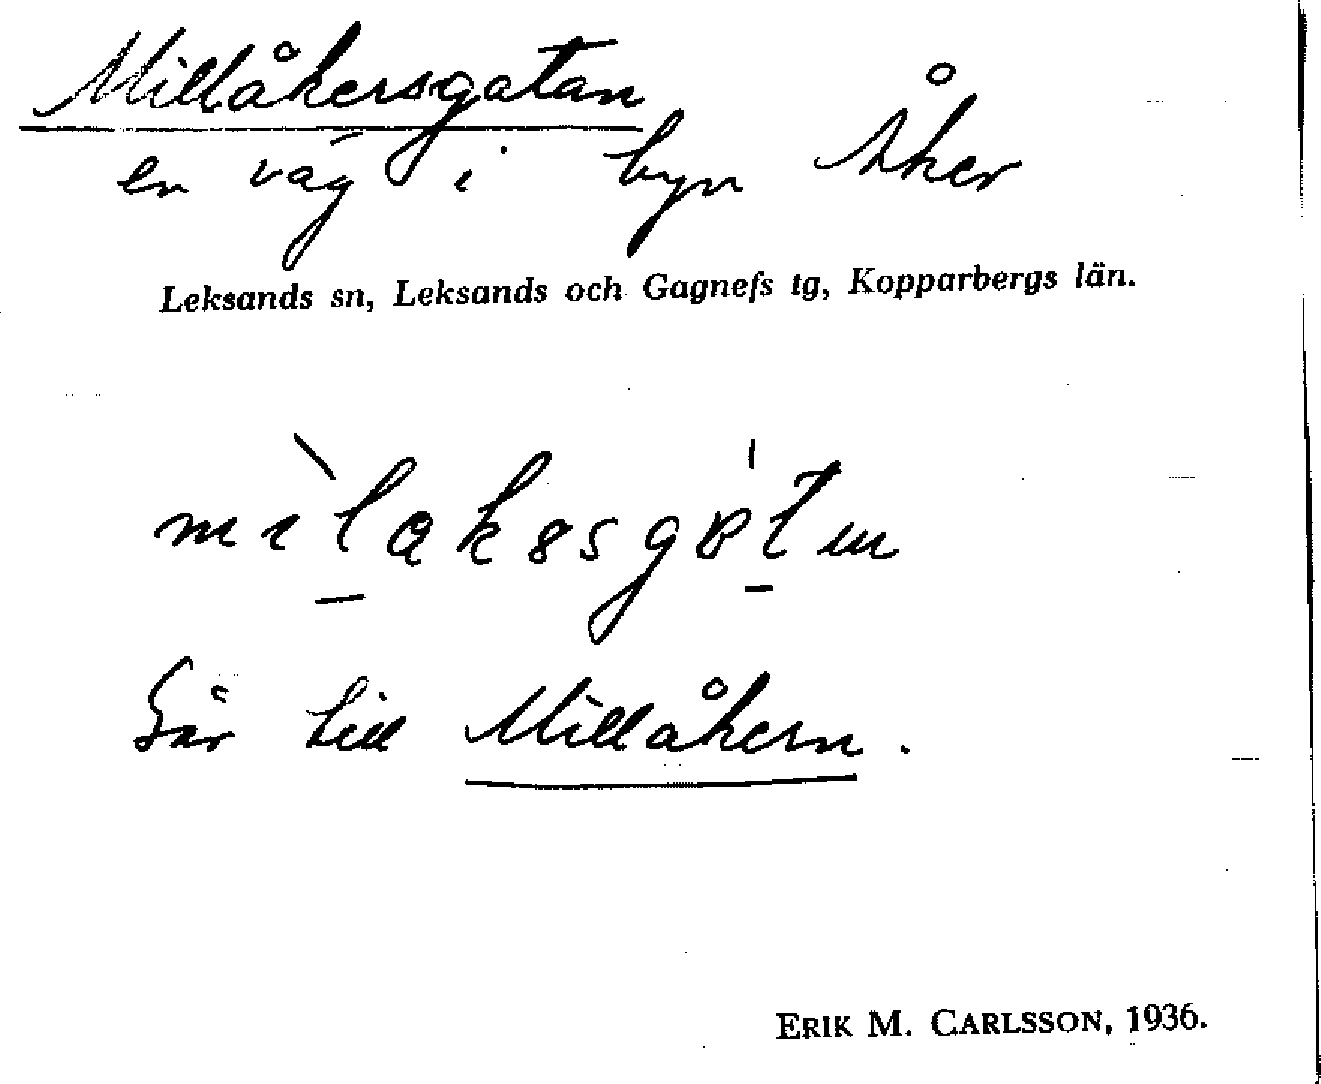 Millåkersgatan
en väg i byn Åker
Leksands sn, Leksands och Gagnefs tg, Kopparbergs län.
Går till Millåkern.
ERIK M. CARLSSON, 1936.